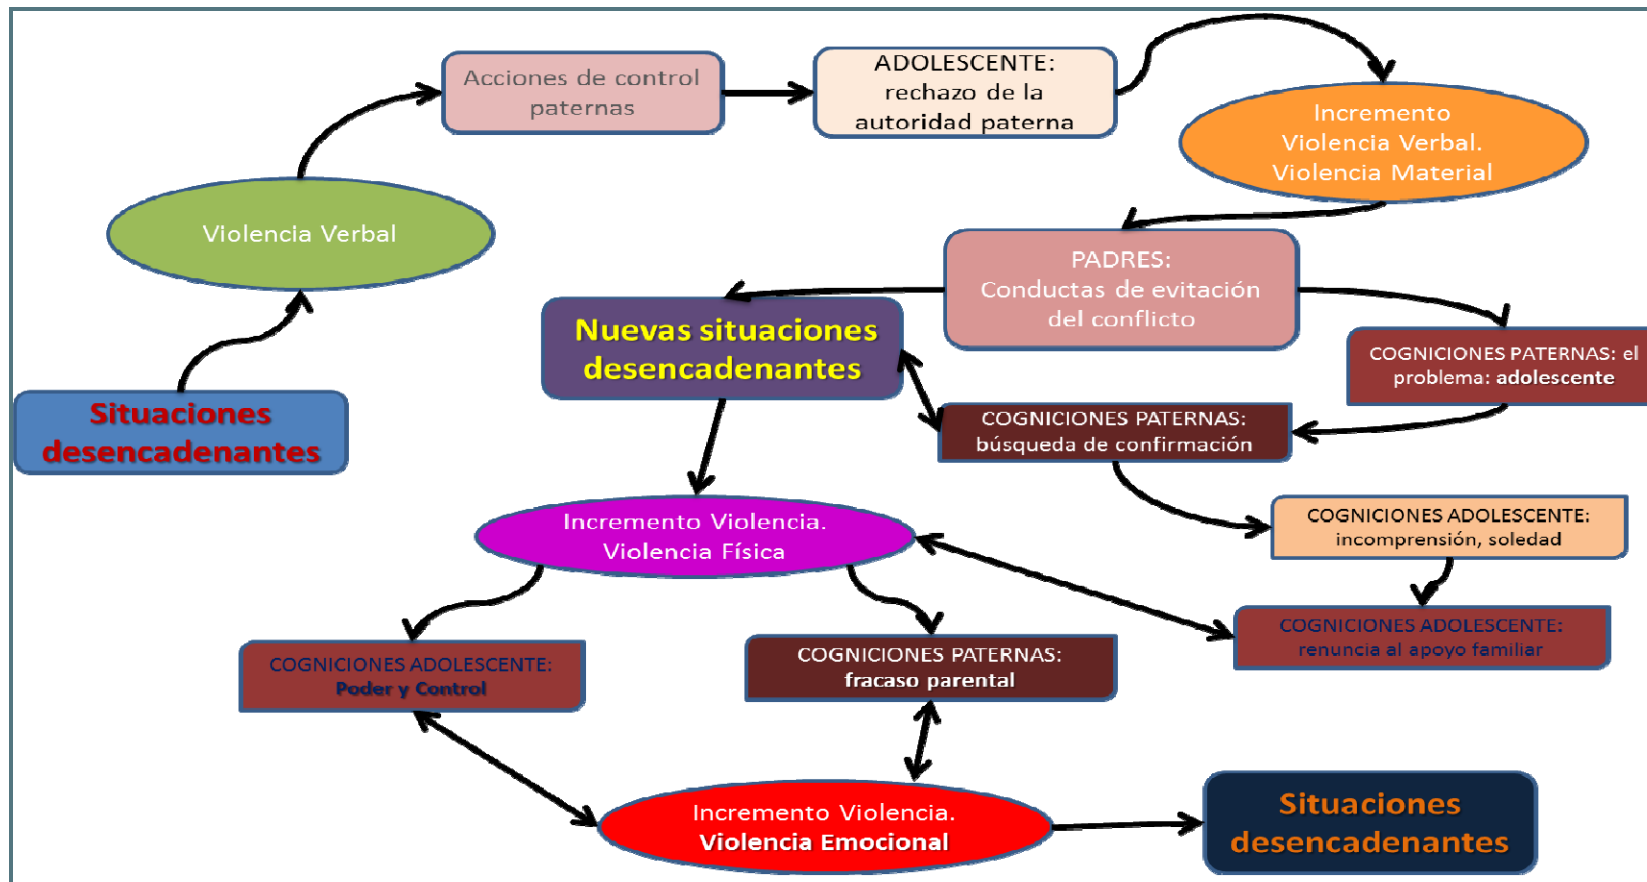 Acciones de control
paternas
ADOLESCENTE:
rechazo de la
autoridad paterna
Incremento
Violencia Verbal.
Violencia Material
Violencia Verbal
PADRES:
Conductas de evitación
del conflicto
Nuevas situaciones
desencadenantes
COGNICIONES PATERNAS: el
problema: adolescente
Situaciones
desencadenantes
COGNICIONES PATERNAS:
búsqueda de confirmación
Incremento Violencia.
Violencia Física
COGNICIONES ADOLESCENTE:
incomprensión, soledad
COGNICIONES ADOLESCENTE:
renuncia al apoyo familiar
COGNICIONES ADOLESCENTE:
Poder y Control
COGNICIONES PATERNAS:
fracaso parental
Incremento Violencia.
Violencia Emocional
Situaciones
desencadenantes